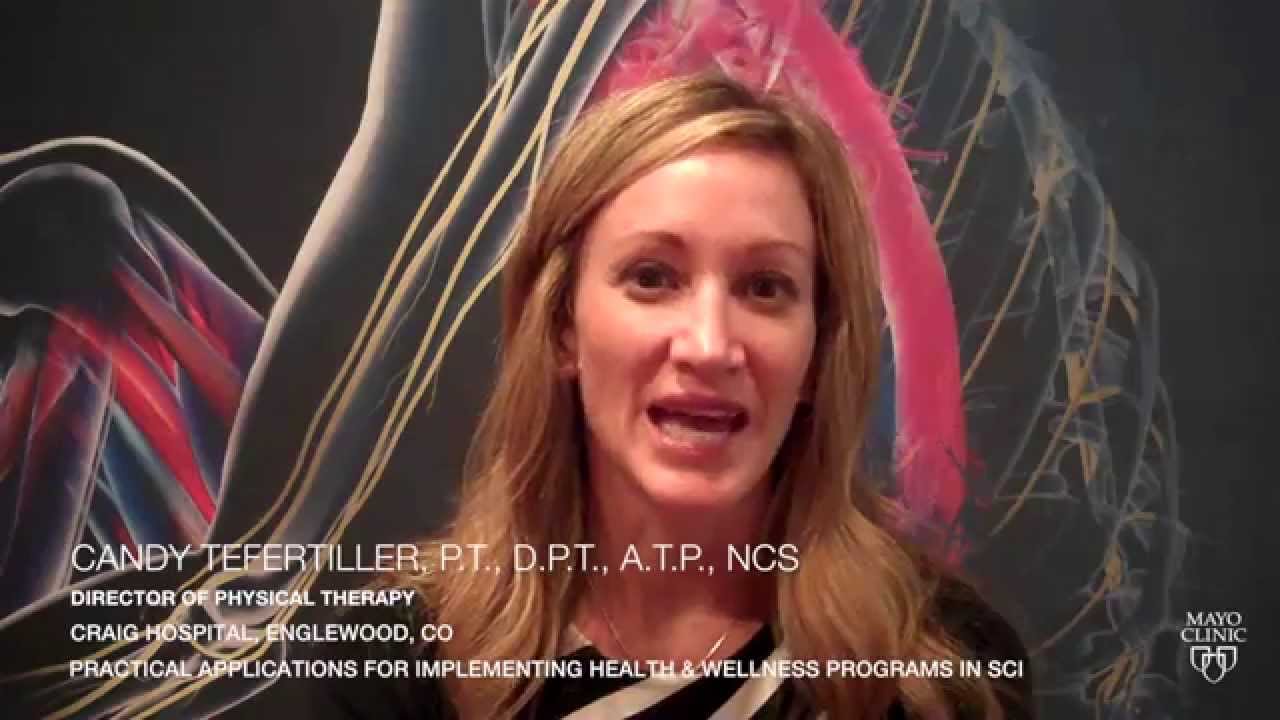 CANDY TEFERTILLER, P.T., D.P.T., A.T.P., NCS
DIRECTOR OF PHYSICAL THERAPY
CRAIG HOSPITAL, ENGLEWOOD, CO
PRACTICAL APPLICATIONS FOR IMPLEMENTING HEALTH & WELLNESS PROGRAMS IN SCI
MAYO
CLINIC